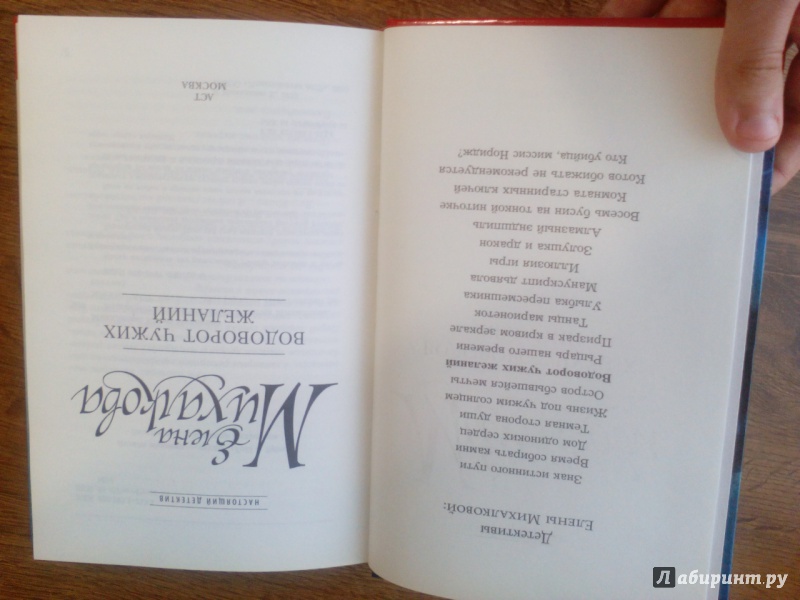 Детективы
Елены Михалковой:
Знак истинного пути
Время собирать камни
Дом одиноких сердец
Темная сторона души
Жизнь под чужим солнцем
Остров сбывшейся мечты
Водоворот чужих желаний
Рыцарь нашего времени
Призрак в кривом зеркале
Танцы марионеток
Улыбка пересмешника
Манускрипт дьявола
Иллюзия игры
Золушка и дракон
Алмазный эндшпиль
Восемь бусин на тонкой ниточке
Комната старинных ключей
Котов обижать не рекомендуется
Кто убийца, миссис Норидж?
НАСТОЯЩИЙ ДЕТЕКТИВ
Елена
Михалкова
ВОДОВОРОТ ЧУЖИХ
ЖЕЛАНИЙ
АСТ
МОСКВА
Лабиринт.ру